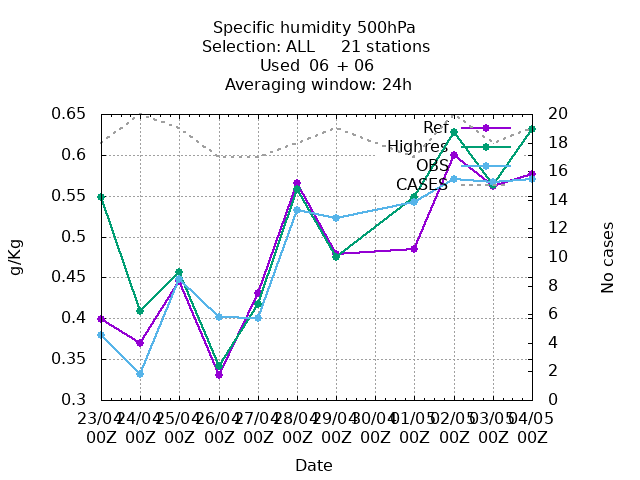 Specific humidity 500hPa
Selection: ALL 21 stations
Used 06 + 06
Averaging window: 24h
0.65
0.6
0.55
0.5
0.45
0.4
0.35
0.3
g/Kg
20
18
16
14
12
10
8
6
4
2
0
No cases
Ref
Highres
OBS
CASES
23/04 24/04 25/04 26/04 27/04 28/04 29/04 30/04 01/05 02/05 03/05 04/05
00Z 00Z 00Z 00Z 00Z 00Z 00Z 00Z 00Z 00Z 00Z 00Z
Date